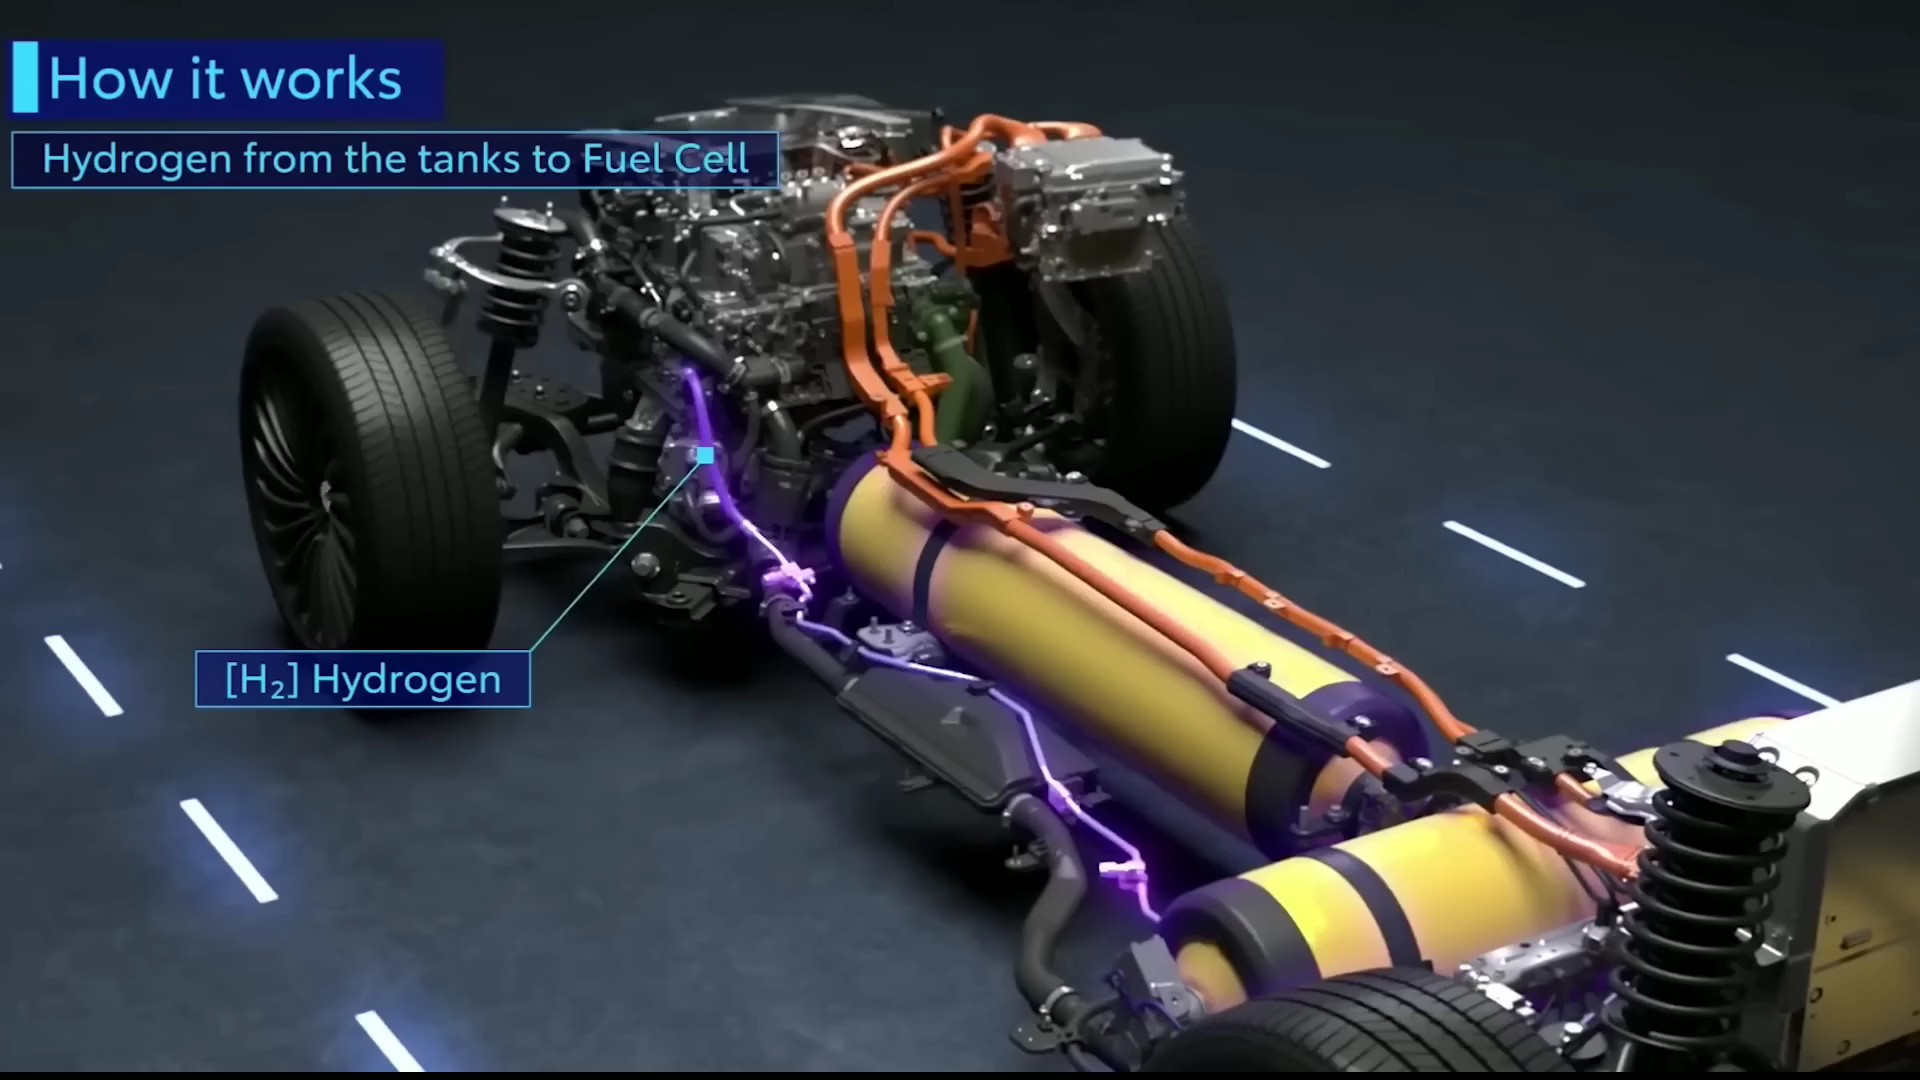 How it works
Hydrogen from the tanks to Fuel Cell
[H₂] Hydrogen